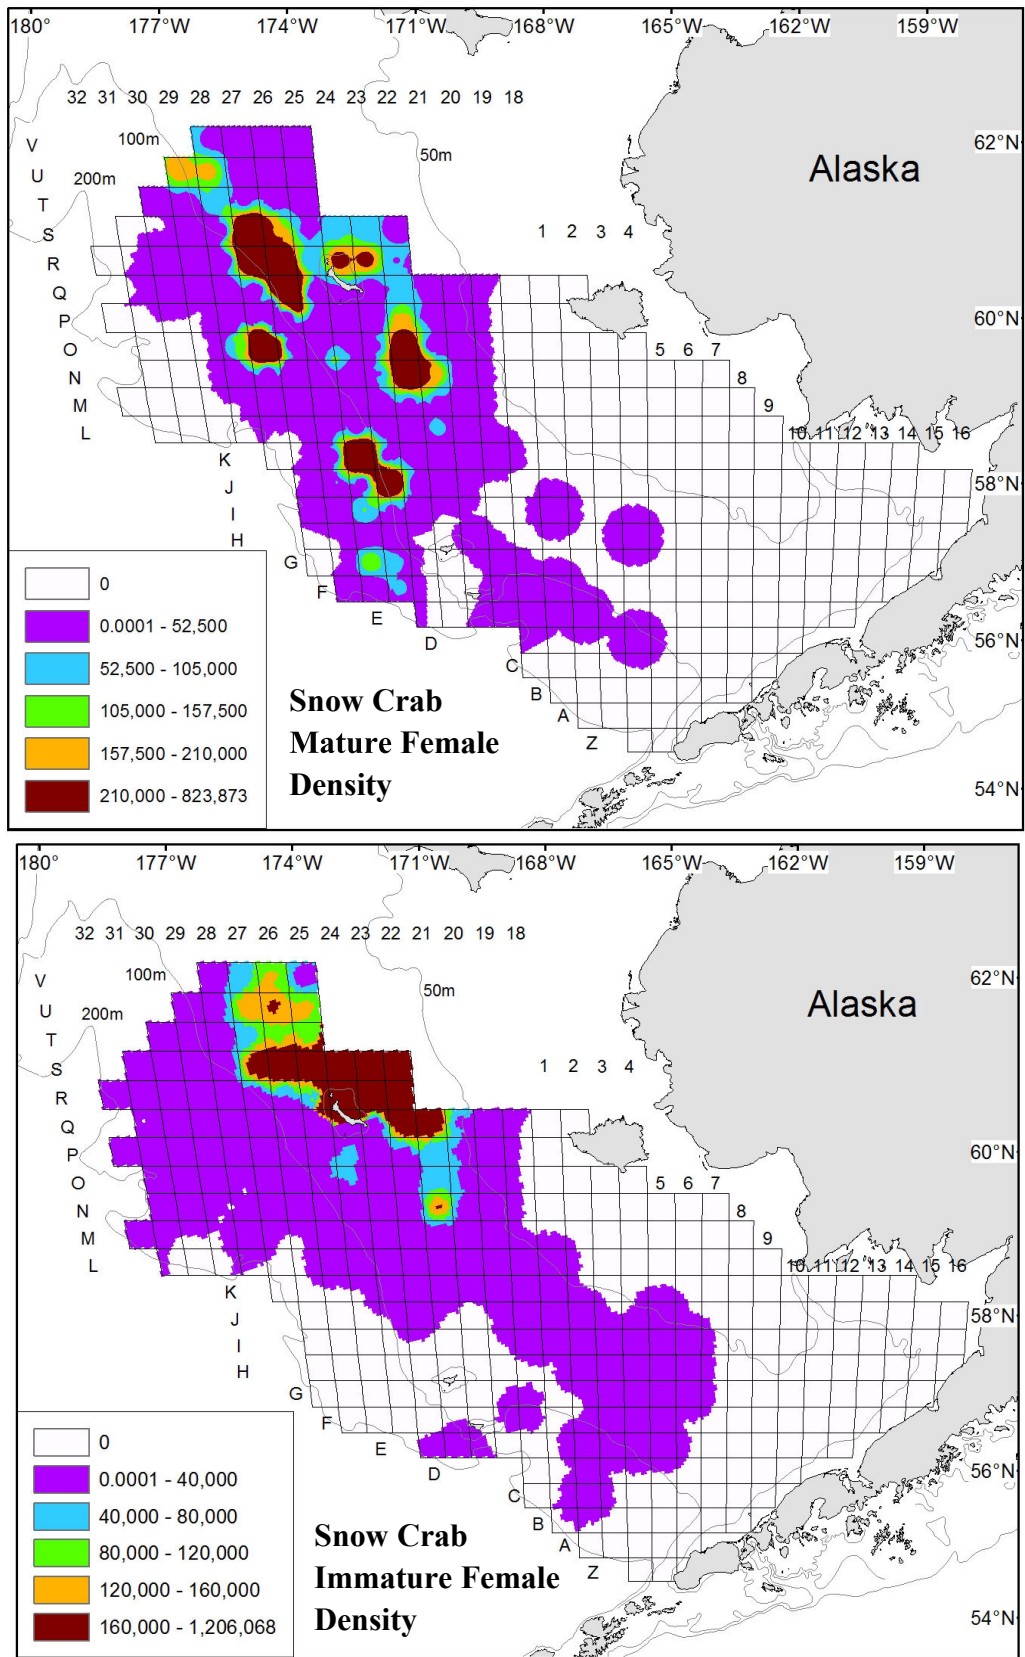 180° 177°W 174°W 171°W 168°W 165°W 162°W 159°W
32 31 30 29 28 27 26 25 24 23 22 21 20 19 18
V
100m
50m
62°N
Alaska
U
200m
T
S
1 2 3 4
R
Q
P
60°N
O
5 6 7
N
8
M
9
L
10 11 12 13 14 15 16
K
58°N
J
I
H
G
F
E
D
56°N
C
B
A
Z
54°N
0
0.0001 - 52,500
52,500 - 105,000
105,000 - 157,500
157,500 - 210,000
210,000 - 823,873
Snow Crab
Mature Female
Density
180° 177°W 174°W 171°W 168°W 165°W 162°W 159°W
32 31 30 29 28 27 26 25 24 23 22 21 20 19 18
V
100m
50m
62°N
Alaska
U
200m
T
S
1 2 3 4
R
Q
P
60°N
O
5 6 7
N
8
M
9
L
10 11 12 13 14 15 16
K
58°N
J
I
H
G
F
E
D
56°N
C
B
A
Z
54°N
0
0.0001 - 40,000
40,000 - 80,000
80,000 - 120,000
120,000 - 160,000
160,000 - 1,206,068
Snow Crab
Immature Female
Density